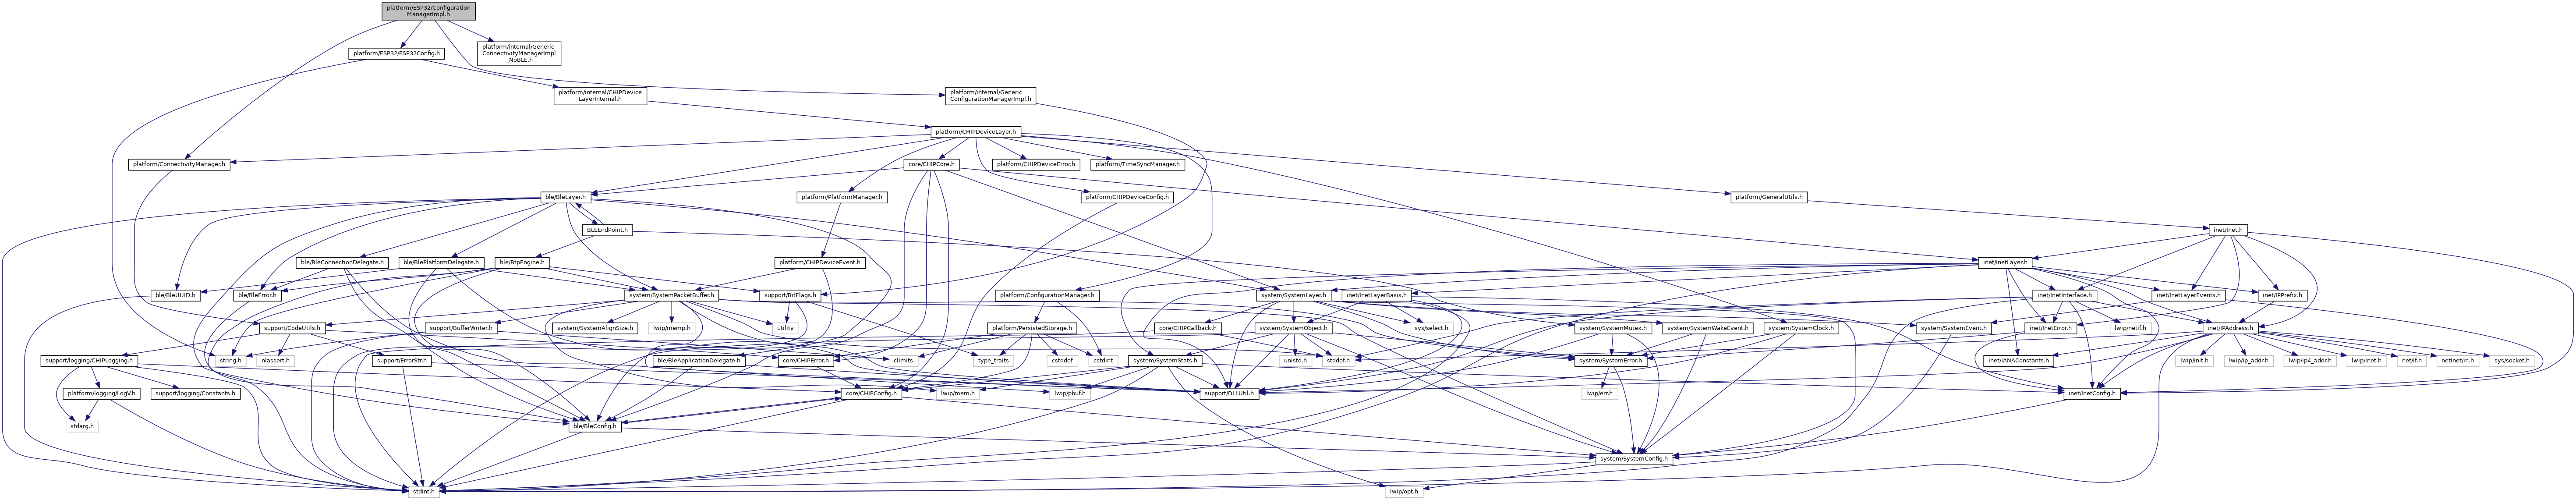 platform/ESP32/Configuration
ManagerImpl.h
platform/ESP32/ESP32Config.h
platform/internal/Generic
ConnectivityManagerImpl
_NoBLE.h
platform/internal/CHIPDevice
LayerInternal.h
platform/internal/Generic
ConfigurationManagerImpl.h
platform/CHIPDeviceLayer.h
platform/ConnectivityManager.h
core/CHIPCore.h
platform/CHIPDeviceError.h
platform/TimeSyncManager.h
ble/BleLayer.h
platform/PlatformManager.h
platform/CHIPDeviceConfig.h
platform/GeneralUtils.h
BLEEndPoint.h
inet/Inet.h
ble/BleConnectionDelegate.h
ble/BlePlatformDelegate.h
ble/BtpEngine.h
platform/CHIPDeviceEvent.h
inet/InetLayer.h
ble/BleUUID.h
ble/BleError.h
system/SystemPacketBuffer.h
support/BitFlags.h
platform/ConfigurationManager.h
system/SystemLayer.h
inet/InetLayerBasis.h
inet/InetInterface.h
inet/InetLayerEvents.h
inet/IPPrefix.h
support/CodeUtils.h
support/BufferWriter.h
system/SystemAlignSize.h
lwip/memp.h
utility
platform/PersistedStorage.h
core/CHIPCallback.h
system/SystemObject.h
sys/select.h
system/SystemMutex.h
system/SystemWakeEvent.h
system/SystemClock.h
system/SystemEvent.h
inet/InetError.h
lwip/netif.h
inet/IPAddress.h
support/logging/CHIPLogging.h
string.h
nlassert.h
support/ErrorStr.h
ble/BleApplicationDelegate.h
core/CHIPError.h
climits
type_traits
cstddef
cstdint
system/SystemStats.h
unistd.h
stddef.h
system/SystemError.h
inet/IANAConstants.h
lwip/init.h
lwip/ip_addr.h
lwip/ip4_addr.h
lwip/inet.h
net/if.h
netinet/in.h
sys/socket.h
platform/logging/LogV.h
support/logging/Constants.h
core/CHIPConfig.h
lwip/mem.h
lwip/pbuf.h
support/DLLUtil.h
lwip/err.h
inet/InetConfig.h
stdarg.h
ble/BleConfig.h
system/SystemConfig.h
stdint.h
lwip/opt.h